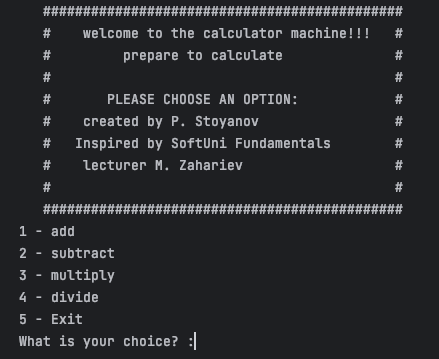 #############################################
#    welcome to the calculator machine!!!   #
#         prepare to calculate              #
#                                           #
#       PLEASE CHOOSE AN OPTION:            #
#    created by P. Stoyanov                 #
#   Inspired by SoftUni Fundamentals        #
#    lecturer M. Zahariev                   #
#                                           #
#############################################
1 - add
2 - subtract
3 - multiply
4 - divide
5 - Exit
What is your choice? :